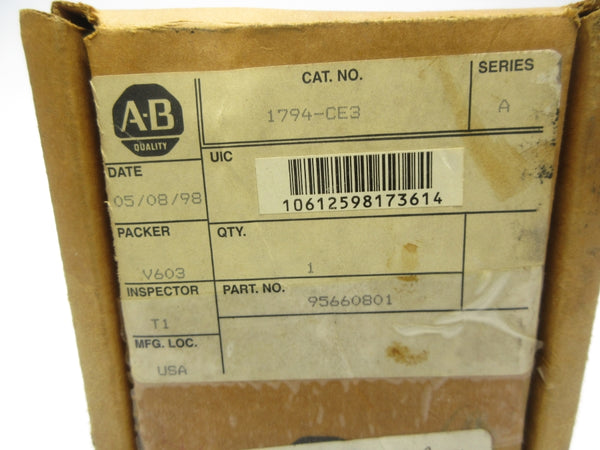 A-B
QUALITY
CAT. NO.
1794-CE3
SERIES
A
DATE
05/08/98
UIC
10612598173614
PACKER
V603
QTY.
1
INSPECTOR
T1
PART. NO.
95660801
MFG. LOC.
USA